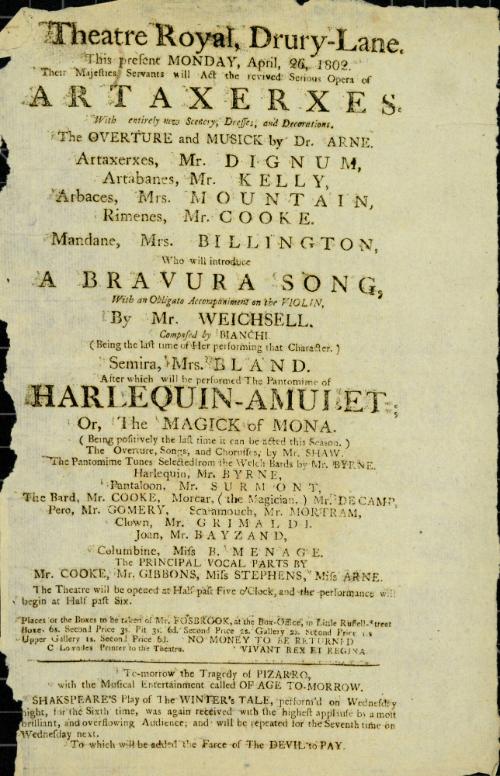 Theatre Royal, Drury-Lane.
This preſent MONDAY, April, 26, 1802.
Their Majeſties Servants will Act the revived Serious Opera of
ARTAXERXES.
With entirely new Scenery, Dreſſes, and Decorations.
The OVERTURE and MUSICK by Dr. ARNE.
Artaxerxes, Mr. DIGNUM,
Artabanes, Mr. KELLY,
Arbaces, Mrs. MOUNTAIN,
Rimenes, Mr. COOKE.
Mandane, Mrs. BILLINGTON,
Who will introduce
A BRAVURA SONG,
With an Obligato Accompaniment on the VIOLIN,
By Mr. WEICHSELL.
Compoſed by BIANCHI.
(Being the laſt time of Her performing that Character.)
Semira, Mrs. BLAND.
After which will be performed The Pantomime of
HARLEQUIN-AMULET;
Or, The MAGICK of MONA.
(Being poſitively the laſt time it can be acted this Season.)
The Overture, Songs, and Choruſſes, by Mr. SHAW.
The Pantomime Tunes Selected from the Welch Bards by Mr. BYRNE.
Harlequin, Mr. BYRNE,
Pantaloon, Mr. SURMONT,
The Bard, Mr. COOKE, Morcar, (the Magician.) Mr. DECAMP,
Pero, Mr. GOMERY, Scaramouch, Mr. MORTRAM,
Clown, Mr. GRIMALDI.
Joan, Mr. BAYZAND,
Columbine, Miſs B. MENAGE.
The PRINCIPAL VOCAL PARTS BY
Mr. COOKE, Mr. GIBBONS, Miſs STEPHENS, Miſs ARNE.
The Theatre will be opened at Half paſt Five o'Clock, and the performance will
begin at Half paſt Six.
Places for the Boxes to be taken of Mr. FOSBROOK, at the Box-Office, in Little Ruſſell-ſtreet
Boxes 6s. Second Price 3s. Pit 3s. 6d. Second Price 2s. Gallery 2s. Second Price 1s
Upper Gallery 1s. Second Price 6d. NO MONEY TO BE RETURN'D
C Lowndes Printer to the Theatre. VIVANT REX ET REGINA.
To-morrow the Tragedy of PIZARRO,
with the Muſical Entertainment called OF AGE TO-MORROW.
SHAKSPEARE'S Play of The WINTER's TALE, perform'd on Wedneſday
night, for the Sixth time, was again received with the higheſt applauſe by a moſt
brilliant, and overflowing Audience; and will be repeated for the Seventh time on
Wedneſday next.
To which will be added the Farce of The DEVIL to PAY.